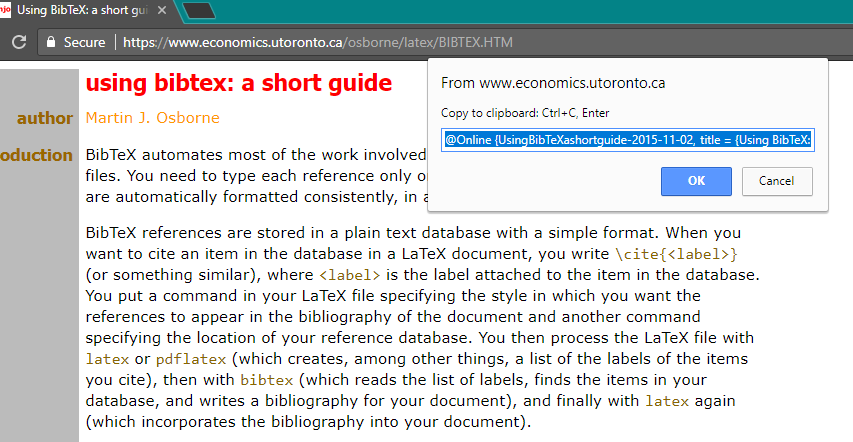 Using BibTeX: a short gui
Secure https://www.economics.utoronto.ca/osborne/latex/BIBTEX.HTM
From www.economics.utoronto.ca
Copy to clipboard: Ctrl+C, Enter
@Online {UsingBibTeXashortguide-2015-11-02, title = {Using BibTeX:
OK Cancel
using bibtex: a short guide
author Martin J. Osborne
oduction BibTeX automates most of the work involved
files. You need to type each reference only o
are automatically formatted consistently, in a
BibTeX references are stored in a plain text database with a simple format. When you
want to cite an item in the database in a LaTeX document, you write \cite{<label>}
(or something similar), where <label> is the label attached to the item in the database.
You put a command in your LaTeX file specifying the style in which you want the
references to appear in the bibliography of the document and another command
specifying the location of your reference database. You then process the LaTeX file with
latex or pdflatex (which creates, among other things, a list of the labels of the items
you cite), then with bibtex (which reads the list of labels, finds the items in your
database, and writes a bibliography for your document), and finally with latex again
(which incorporates the bibliography into your document).